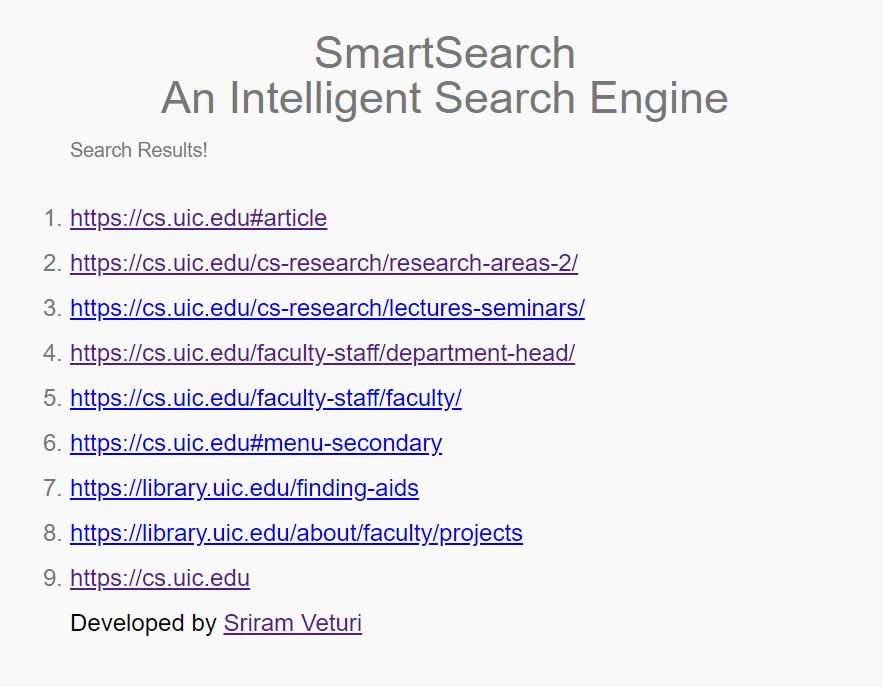 SmartSearch
An Intelligent Search Engine
Search Results!
1. https://cs.uic.edu#article
2. https://cs.uic.edu/cs-research/research-areas-2/
3. https://cs.uic.edu/cs-research/lectures-seminars/
4. https://cs.uic.edu/faculty-staff/department-head/
5. https://cs.uic.edu/faculty-staff/faculty/
6. https://cs.uic.edu#menu-secondary
7. https://library.uic.edu/finding-aids
8. https://library.uic.edu/about/faculty/projects
9. https://cs.uic.edu
Developed by Sriram Veturi